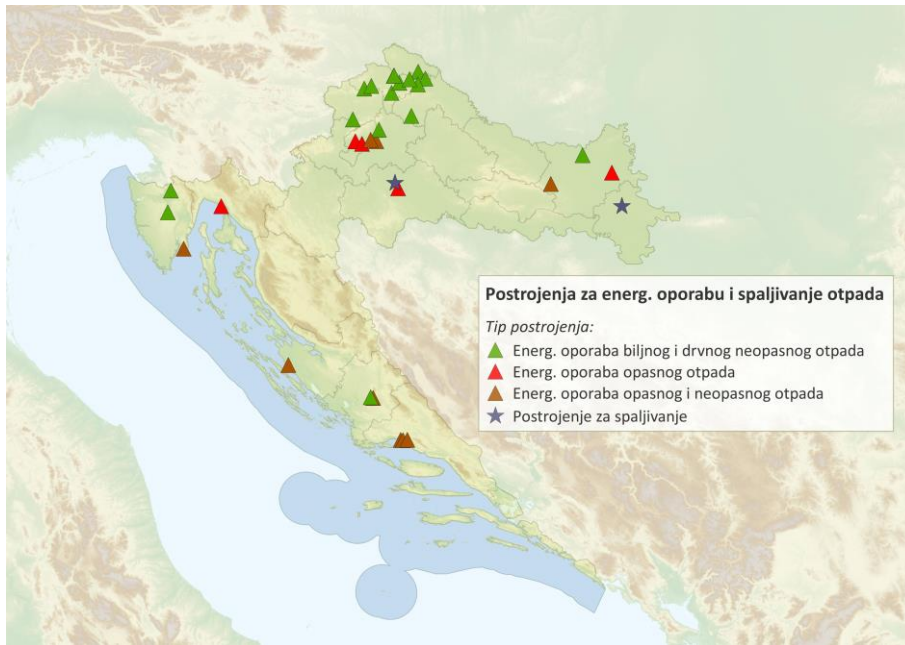 Postrojenja za energ. oporabu i spaljivanje otpada
Tip postrojenja:
Energ. oporaba biljnog i drvnog neopasnog otpada
Energ. oporaba opasnog otpada
Energ. oporaba opasnog i neopasnog otpada
Postrojenje za spaljivanje